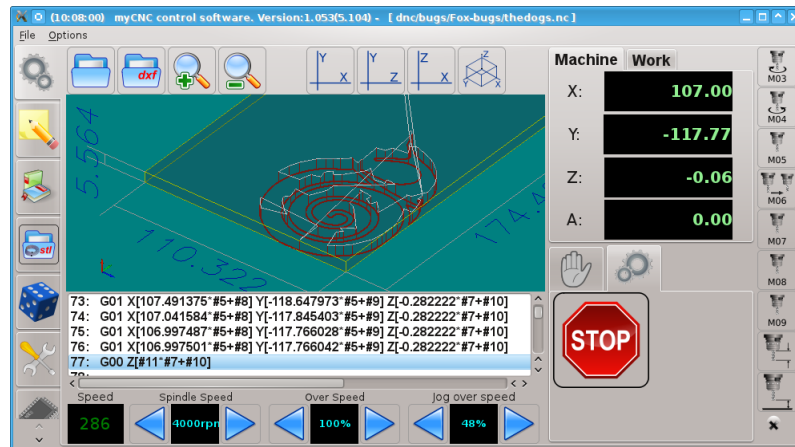 (10:08:00) myCNC control software. Version:1.053(5.104) - [ dnc/bugs/Fox-bugs/thedogs.nc ]
File Options
dxf
Y X
Y Z
Z X
Z Y X
Machine Work
X: 107.00
Y: -117.77
Z: -0.06
A: 0.00
M03
M04
M05
M06
M07
M08
M09
stl
5.564
110.322
STOP
73: G01 X[107.491375*#5+#8] Y[-118.647973*#5+#9] Z[-0.282222*#7+#10]
74: G01 X[107.041584*#5+#8] Y[-117.845403*#5+#9] Z[-0.282222*#7+#10]
75: G01 X[106.997487*#5+#8] Y[-117.766028*#5+#9] Z[-0.282222*#7+#10]
76: G01 X[106.997501*#5+#8] Y[-117.766042*#5+#9] Z[-0.282222*#7+#10]
77: G00 Z[#11*#7+#10]
78:
Speed Spindle Speed Over Speed Jog over speed
286 100% 48%